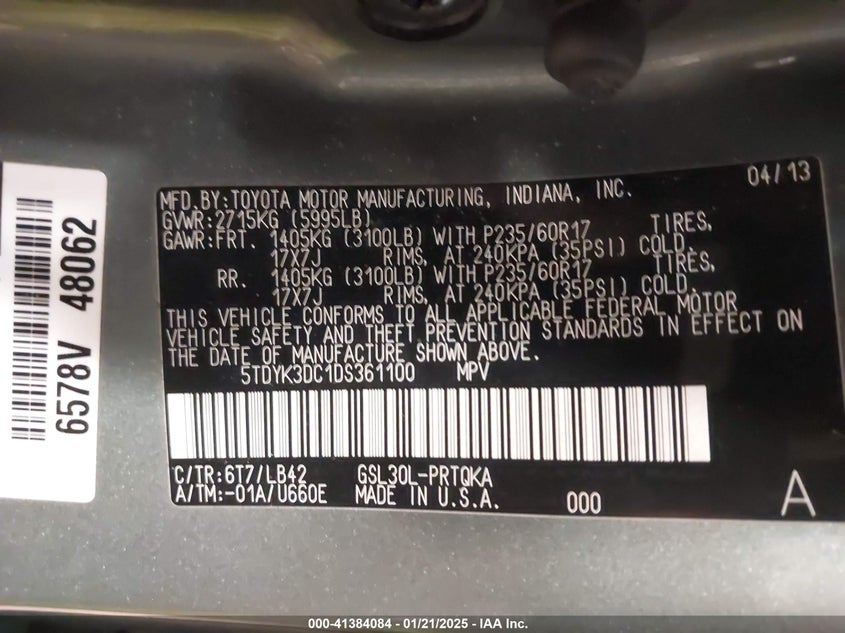 6578V 48062
04/13
MFD.BY:TOYOTA MOTOR MANUFACTURING, INDIANA, INC.
GVWR:2715KG (5995LB)
GAWR:FRT. 1405KG (3100LB) WITH P235/60R17 TIRES,
17X7J RIMS, AT 240KPA (35PSI) COLD.
RR. 1405KG (3100LB) WITH P235/60R17 TIRES,
17X7J RIMS, AT 240KPA (35PSI) COLD.
THIS VEHICLE CONFORMS TO ALL APPLICABLE FEDERAL MOTOR
VEHICLE SAFETY AND THEFT PREVENTION STANDARDS IN EFFECT ON
THE DATE OF MANUFACTURE SHOWN ABOVE.
5TDYK3DC1DS361100 MPV
C/TR:6T7/LB42 GSL30L-PRTQKA
A/TM:-01A/U660E MADE IN U.S.A. 000 A
000-41384084 - 01/21/2025 - IAA Inc.